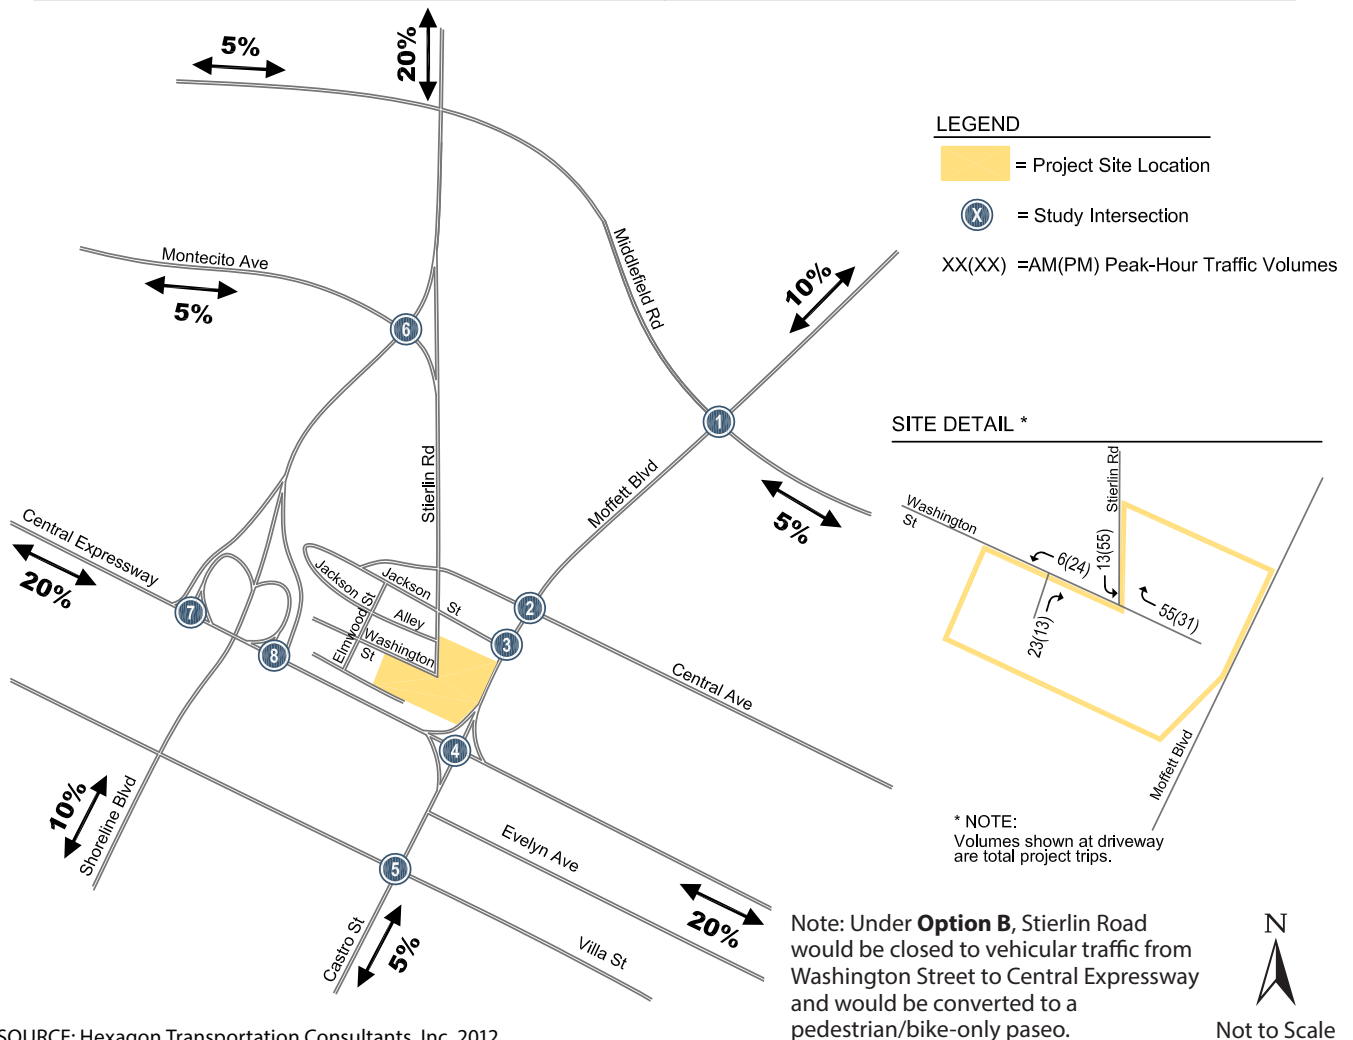 5%
20%
LEGEND
= Project Site Location
X = Study Intersection
XX(XX) =AM(PM) Peak-Hour Traffic Volumes
Montecito Ave
5%
6
Middlefield Rd
10%
1
5%
Stierlin Rd
Moffett Blvd
Central Expressway
20%
7
8
Jackson St
Jackson Alley
Elmwood St
Washington St
2
3
Central Ave
4
10%
Shoreline Blvd
5
Evelyn Ave
Castro St
5%
Villa St
20%
SITE DETAIL *
Washington
St
Stierlin Rd
6(24)
13(55)
55(31)
23(13)
Moffett Blvd
* NOTE:
Volumes shown at driveway
are total project trips.
Note: Under Option B, Stierlin Road
would be closed to vehicular traffic from
Washington Street to Central Expressway
and would be converted to a
pedestrian/bike-only paseo.
N
Not to Scale
SOURCE: Hexagon Transportation Consultants, Inc. 2012